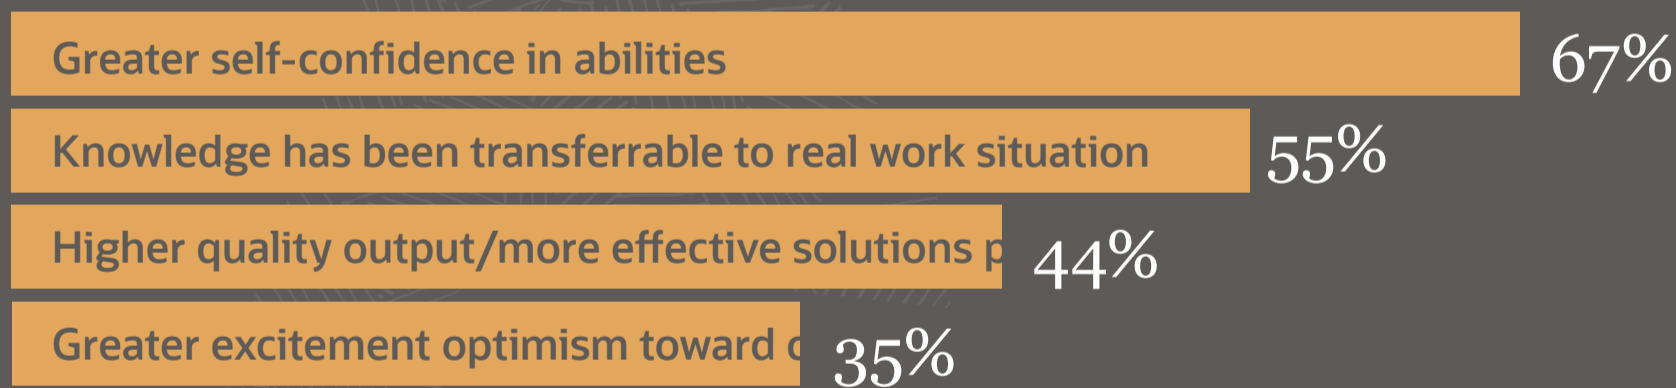 Greater self-confidence in abilities 67%
Knowledge has been transferrable to real work situation 55%
Higher quality output/more effective solutions 44%
Greater excitement optimism toward 35%